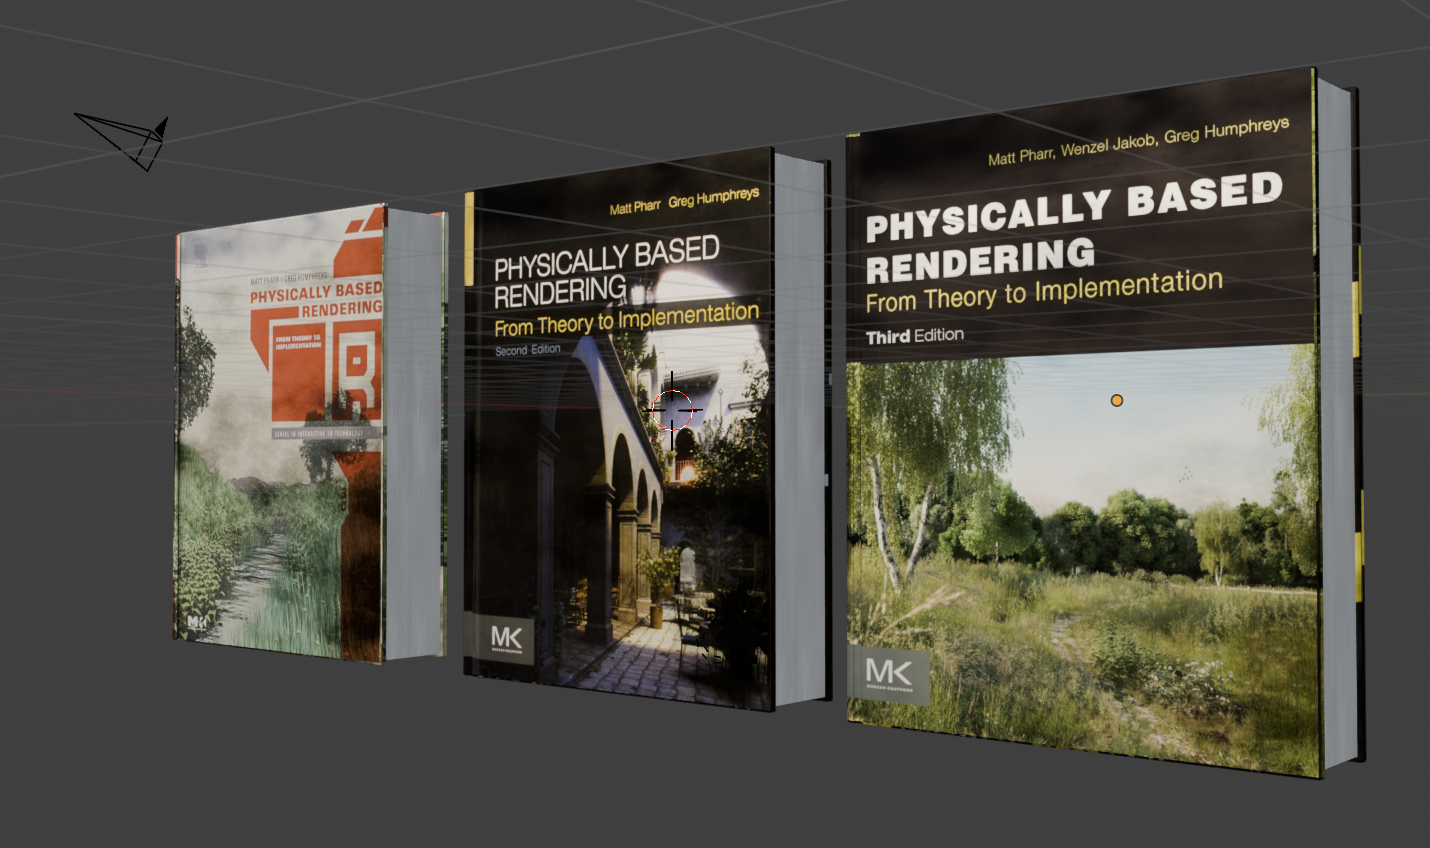 MATT PHARR / GREG HUMPHREYS
PHYSICALLY BASED
RENDERING
FROM THEORY TO
IMPLEMENTATION
R
SERIES IN INTERACTIVE 3D TECHNOLOGY
MK
Matt Pharr Greg Humphreys
PHYSICALLY BASED
RENDERING
From Theory to Implementation
Second Edition
MK
MORGAN KAUFMANN
Matt Pharr, Wenzel Jakob, Greg Humphreys
PHYSICALLY BASED
RENDERING
From Theory to Implementation
Third Edition
MK
MORGAN KAUFMANN